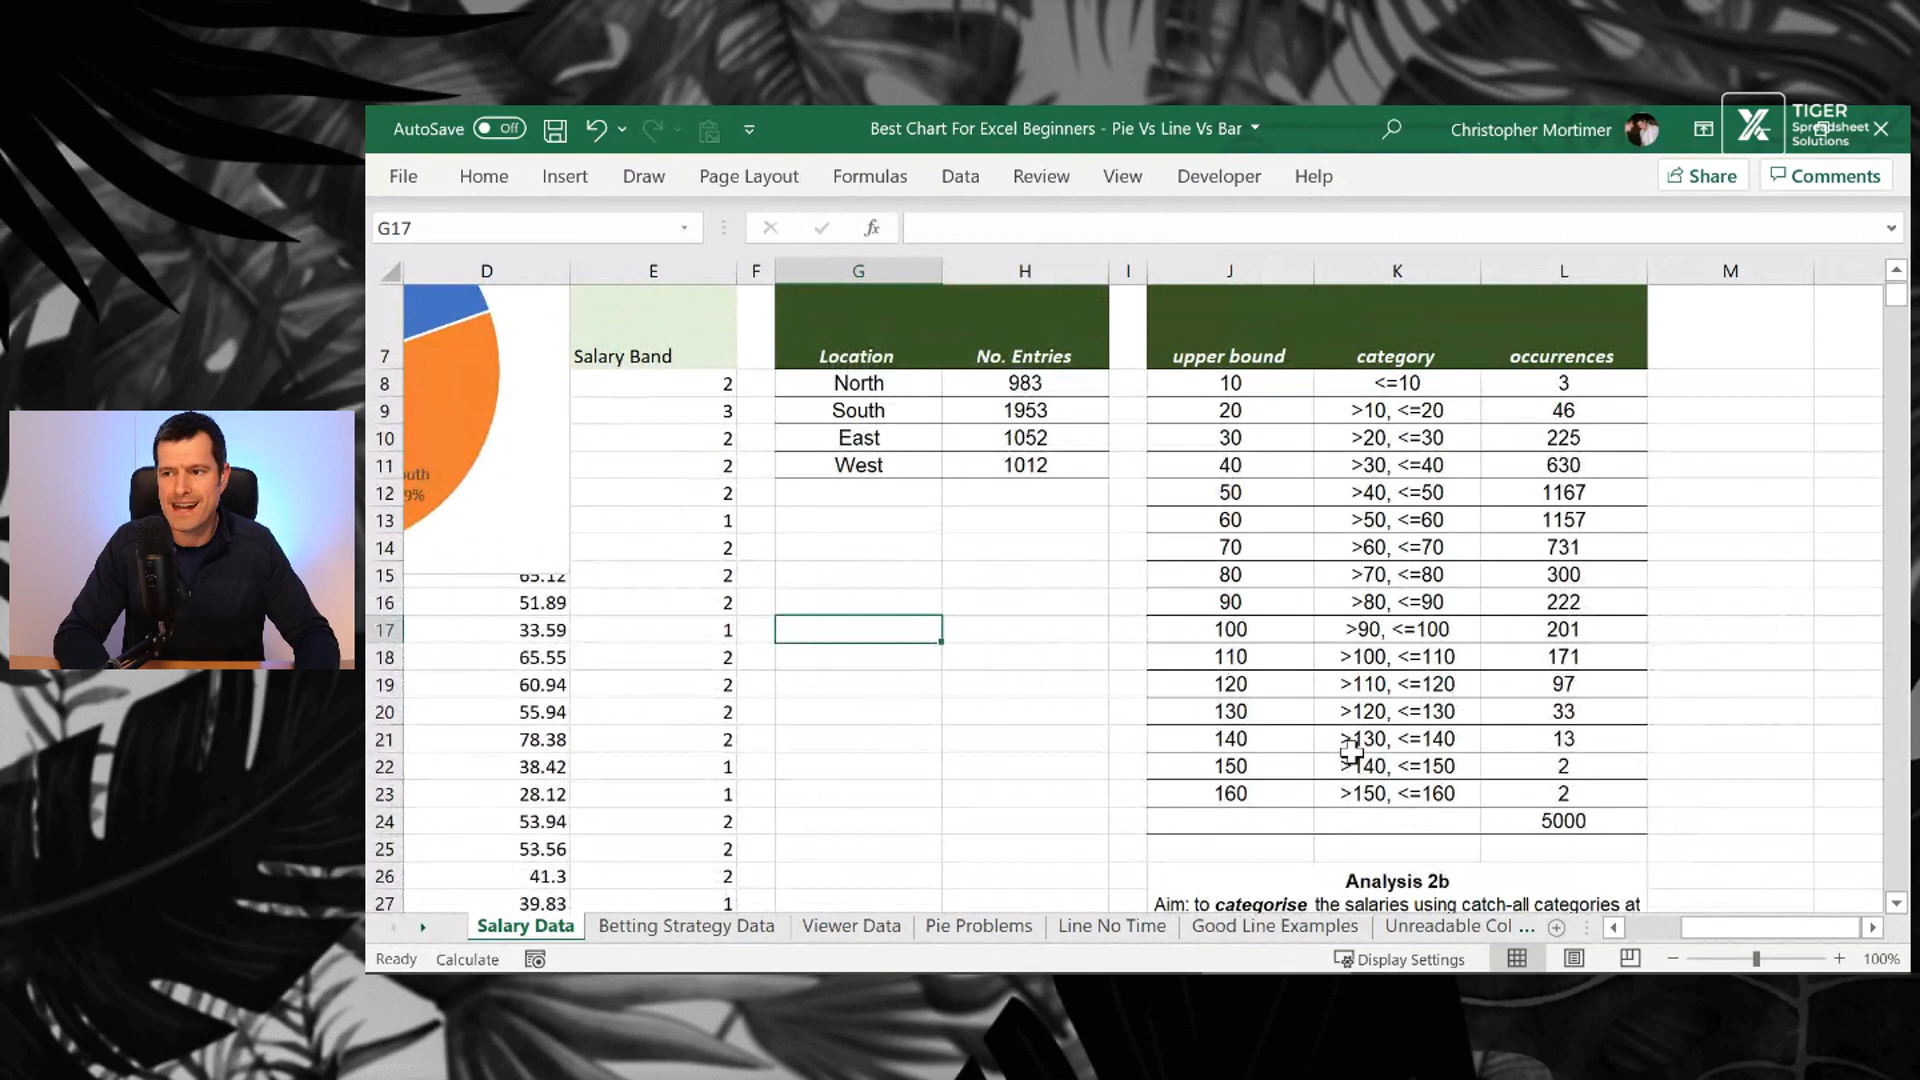 AutoSave Off Best Chart For Excel Beginners - Pie Vs Line Vs Bar Christopher Mortimer
TIGER
Spreadsheet
Solutions
File Home Insert Draw Page Layout Formulas Data Review View Developer Help Share Comments
G17 fx
D E F G H I J K L M
7 Salary Band Location No. Entries upper bound category occurrences
8 2 North 983 10 <=10 3
9 3 South 1953 20 >10, <=20 46
10 2 East 1052 30 >20, <=30 225
11 2 West 1012 40 >30, <=40 630
12 2 50 >40, <=50 1167
13 1 60 >50, <=60 1157
14 2 70 >60, <=70 731
uth
9%
15 65.12 2 80 >70, <=80 300
16 51.89 2 90 >80, <=90 222
17 33.59 1 100 >90, <=100 201
18 65.55 2 110 >100, <=110 171
19 60.94 2 120 >110, <=120 97
20 55.94 2 130 >120, <=130 33
21 78.38 2 140 >130, <=140 13
22 38.42 1 150 >140, <=150 2
23 28.12 1 160 >150, <=160 2
24 53.94 2 5000
25 53.56 2
26 41.3 2 Analysis 2b
27 39.83 1 Aim: to categorise the salaries using catch-all categories at
Salary Data Betting Strategy Data Viewer Data Pie Problems Line No Time Good Line Examples Unreadable Col ...
Ready Calculate Display Settings 100%